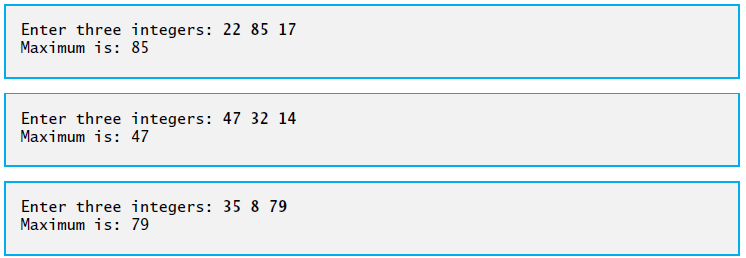 Enter three integers: 22 85 17
Maximum is: 85
Enter three integers: 47 32 14
Maximum is: 47
Enter three integers: 35 8 79
Maximum is: 79